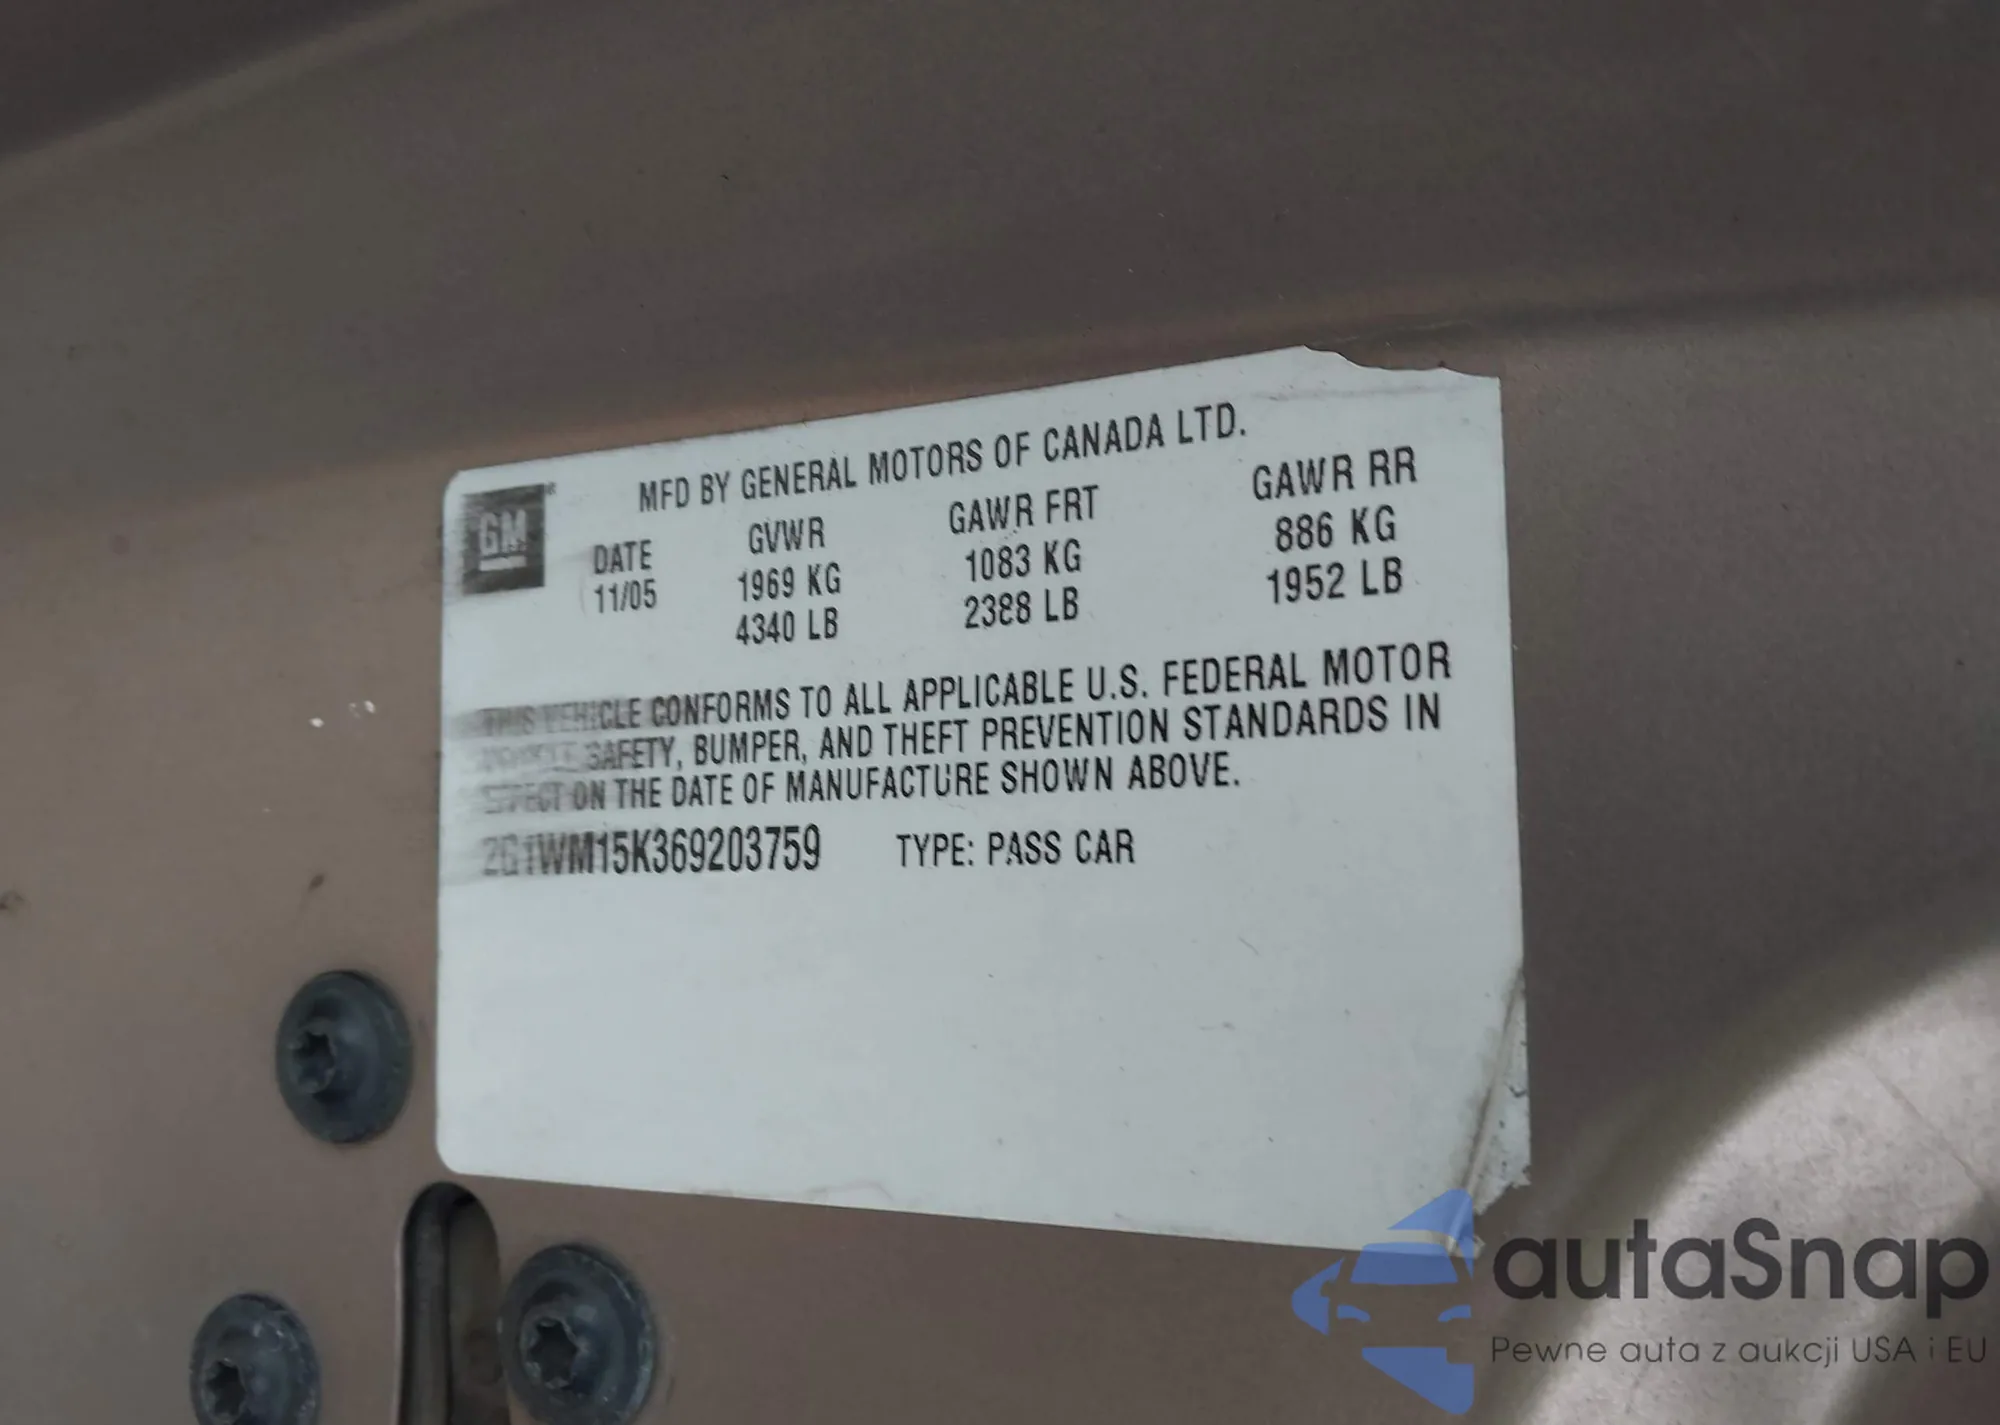 MFD BY GENERAL MOTORS OF CANADA LTD.
GM
DATE GVWR GAWR FRT GAWR RR
11/05 1969 KG 1083 KG 886 KG
4340 LB 2388 LB 1952 LB
THIS VEHICLE CONFORMS TO ALL APPLICABLE U.S. FEDERAL MOTOR
SAFETY, BUMPER, AND THEFT PREVENTION STANDARDS IN
ON THE DATE OF MANUFACTURE SHOWN ABOVE.
2G1WM15K369203759 TYPE: PASS CAR
autaSnap
Pewne auta z aukcji USA i EU